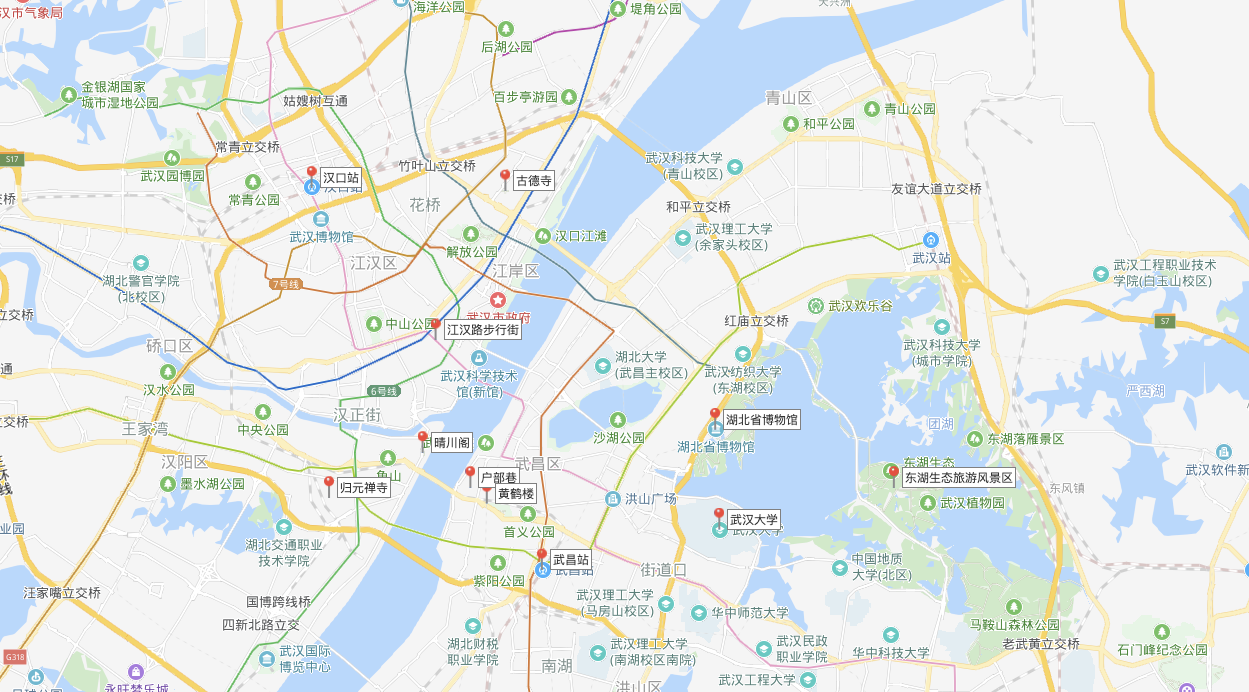 汉市气象局
海洋公园
堤角公园
天兴洲
后湖公园
金银湖国家
城市湿地公园
姑嫂树互通
百步亭游园
青山区
青山公园
和平公园
S17
常青立交桥
竹叶山立交桥
武汉科技大学
(青山校区)
武汉园博园
汉口站
古德寺
常青公园
花桥
友谊大道立交桥
和平立交桥
武汉博物馆
解放公园
汉口江滩
武汉理工大学
(余家头校区)
武汉站
湖北警官学院
(北校区)
江汉区
江岸区
7号线
武汉工程职业技术
学院(白玉山校区)
武汉欢乐谷
武汉市政府
立交桥
中山公园
江汉路步行街
红庙立交桥
S7
硚口区
武汉科技大学
(城市学院)
湖北大学
(武昌主校区)
武汉纺织大学
(东湖校区)
武汉科学技术
馆(新馆)
汉水公园
6号线
严西湖
汉正街
中央公园
湖北省博物馆
湖北省博物馆
团湖
王家湾
沙湖公园
晴川阁
东湖落雁景区
汉阳区
龟山
武昌区
东湖生态
东湖生态旅游风景区
武汉软件新
墨水湖公园
归元禅寺
户部巷
黄鹤楼
洪山广场
东风镇
武汉植物园
首义公园
武汉大学
湖北交通职业
技术学院
武昌站
紫阳公园
街道口
中国地质
大学(北区)
汪家嘴立交桥
国博跨线桥
武汉理工大学
(马房山校区)
华中师范大学
马鞍山森林公园
四新北路立交
湖北财税
职业学院
武汉理工大学
(南湖校区南院)
武汉民政
职业学院
华中科技大学
老武黄立交桥
石门峰纪念公园
G318
武汉国际
博览中心
南湖
永旺梦乐城
洪山区
武汉工程大学